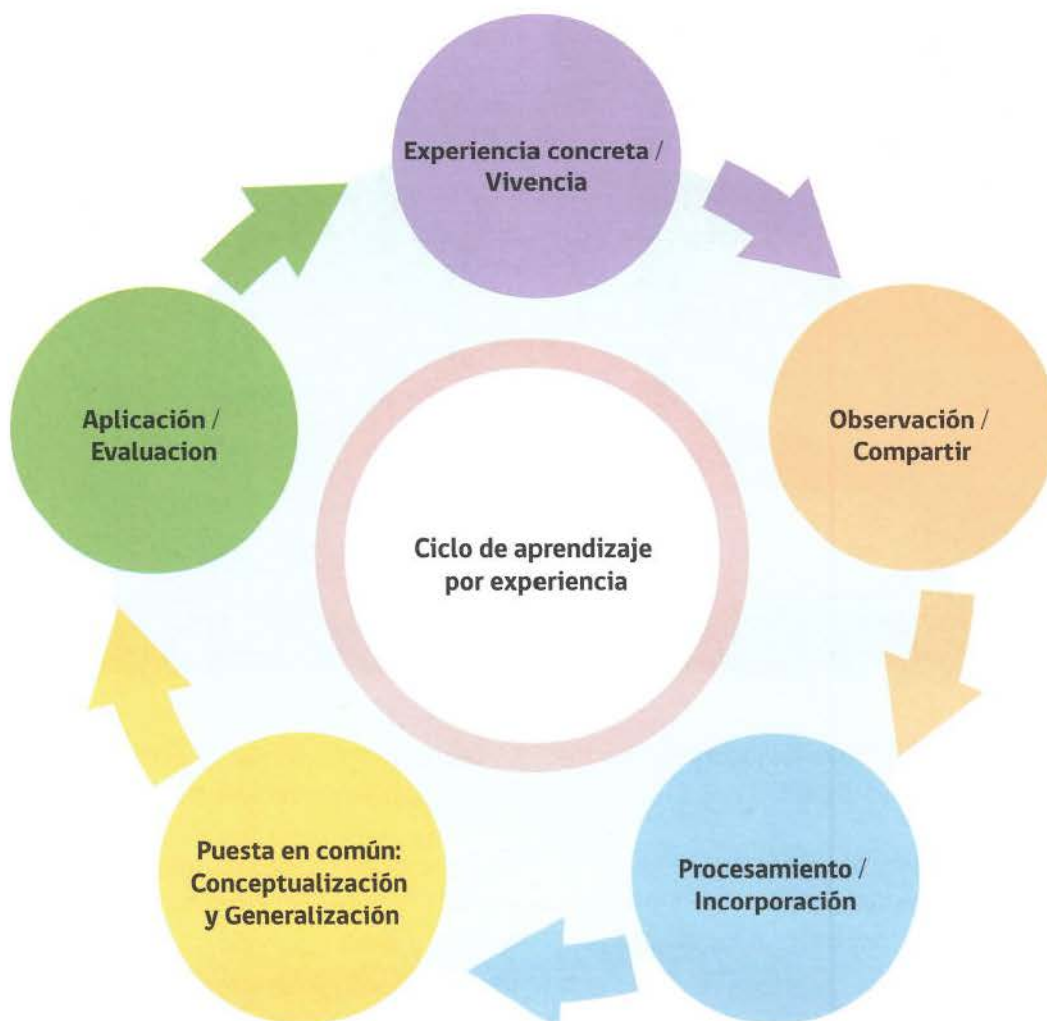 Experiencia concreta /
Vivencia
Observación /
Compartir
Procesamiento /
Incorporación
Puesta en común:
Conceptualización
y Generalización
Aplicación /
Evaluacion
Ciclo de aprendizaje
por experiencia